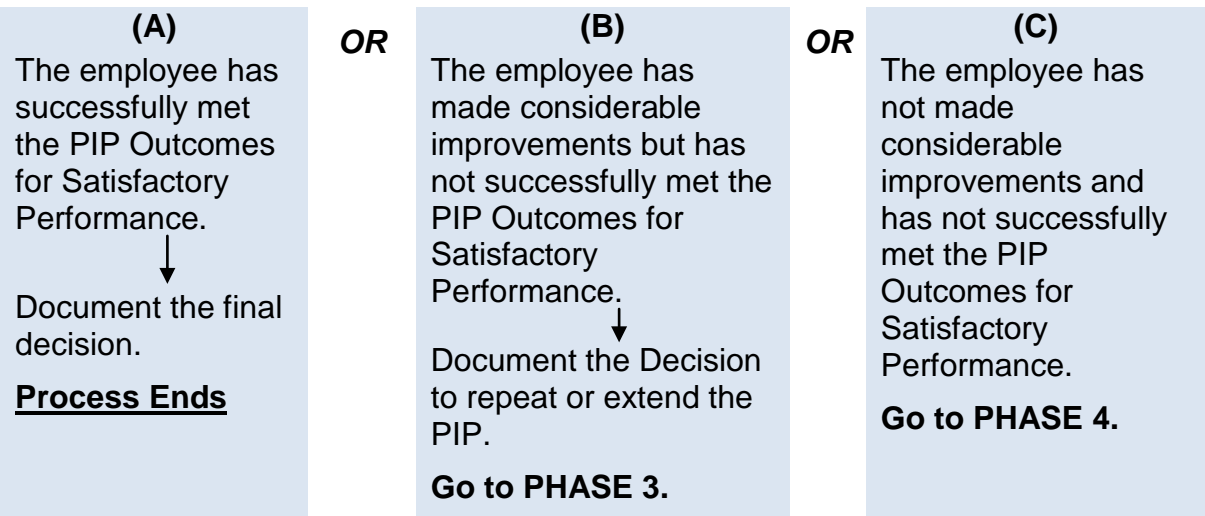 (A)
The employee has
successfully met
the PIP Outcomes
for Satisfactory
Performance.
Document the final
decision.
Process Ends
OR
(B)
The employee has
made considerable
improvements but has
not successfully met the
PIP Outcomes for
Satisfactory
Performance.
Document the Decision
to repeat or extend the
PIP.
Go to PHASE 3.
OR
(C)
The employee has
not made
considerable
improvements and
has not successfully
met the PIP
Outcomes for
Satisfactory
Performance.
Go to PHASE 4.